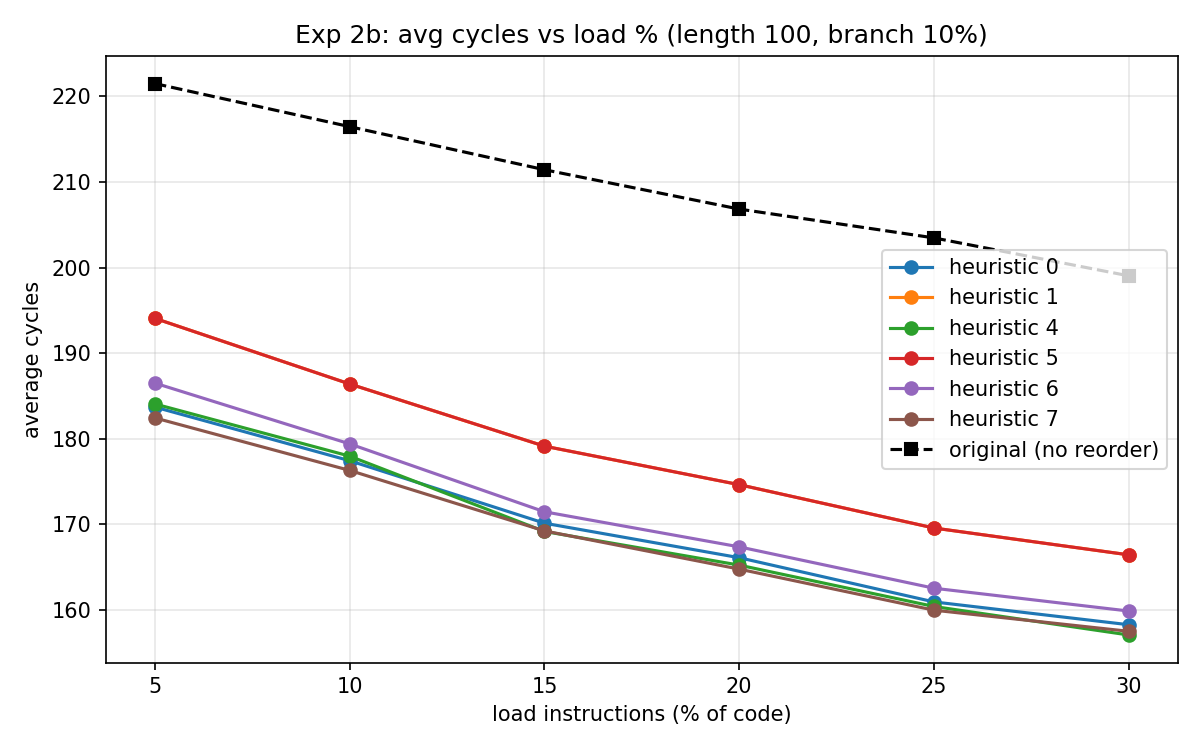 Exp 2b: avg cycles vs load % (length 100, branch 10%)
average cycles
220
210
200
190
180
170
160
heuristic 0
heuristic 1
heuristic 4
heuristic 5
heuristic 6
heuristic 7
original (no reorder)
5 10 15 20 25 30
load instructions (% of code)